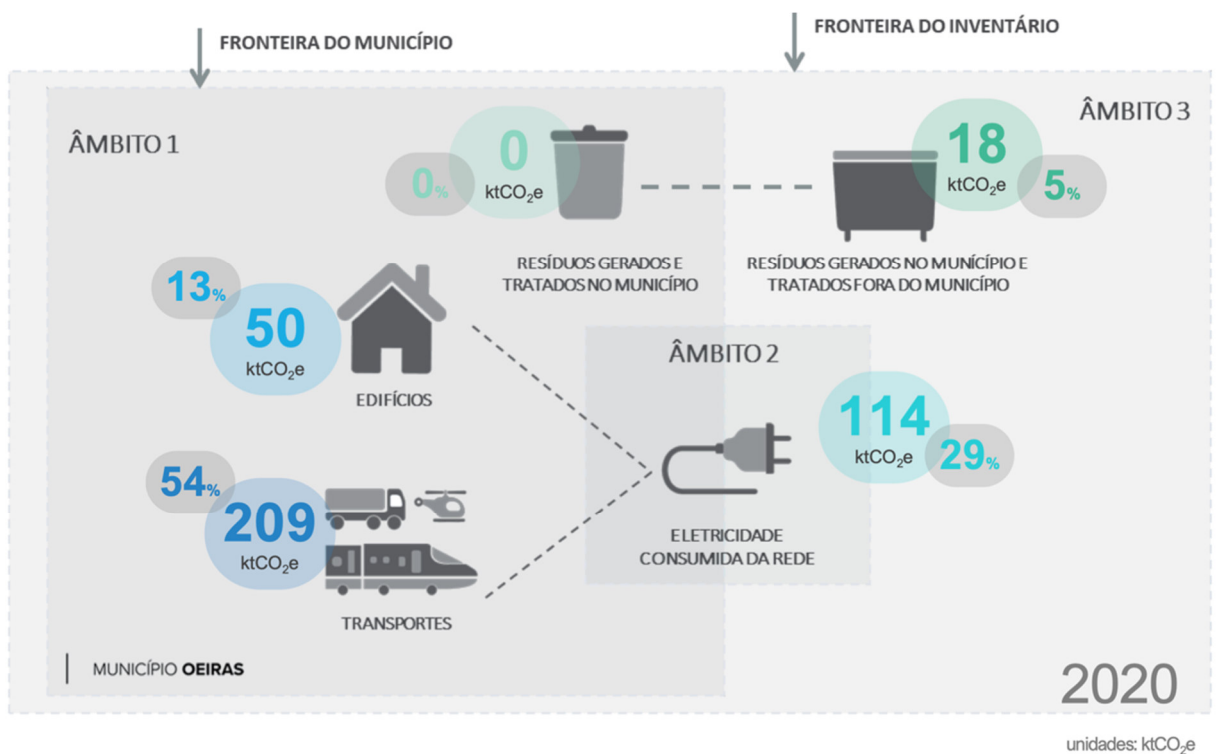 FRONTEIRA DO MUNICÍPIO
FRONTEIRA DO INVENTÁRIO
ÂMBITO 1
ÂMBITO 3
0%
0
ktCO₂e
18
ktCO₂e
5%
RESÍDUOS GERADOS E
TRATADOS NO MUNICÍPIO
RESÍDUOS GERADOS NO MUNÍCÍPIO E
TRATADOS FORA DO MUNICÍPIO
13%
50
ktCO₂e
EDIFÍCIOS
ÂMBITO 2
114
ktCO₂e
29%
ELETRICIDADE
CONSUMIDA DA REDE
54%
209
ktCO₂e
TRANSPORTES
MUNICÍPIO OEIRAS
2020
unidades: ktCO₂e